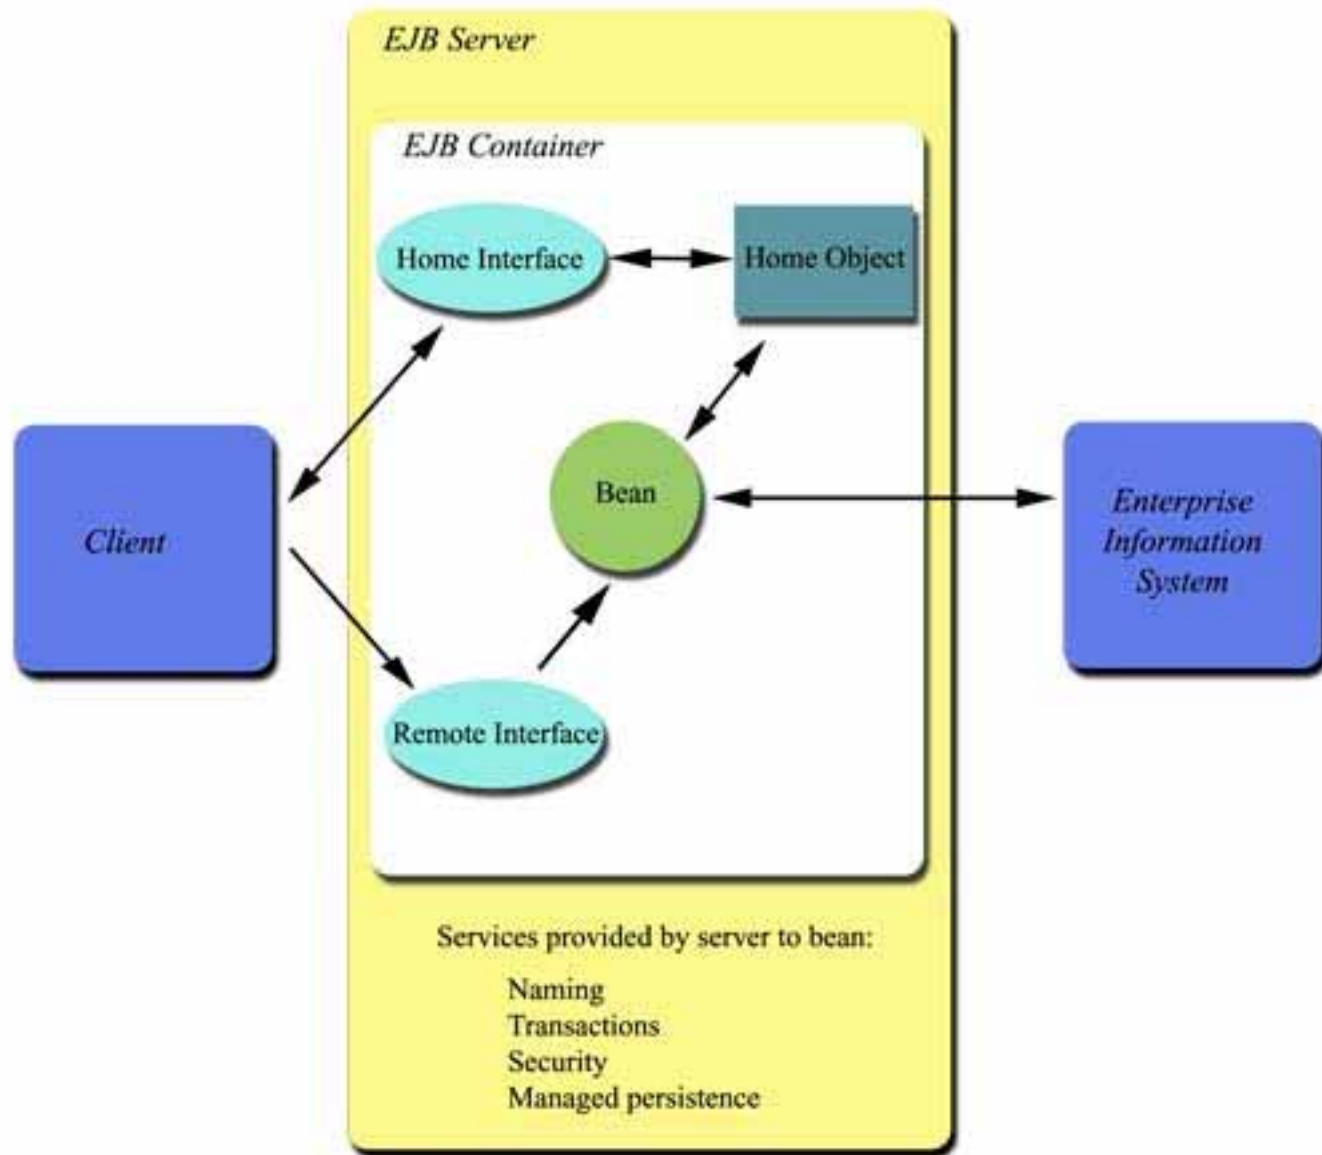 EJB Server
EJB Container
Home Interface
Home Object
Bean
Client
Enterprise
Information
System
Remote Interface
Services provided by server to bean:
Naming
Transactions
Security
Managed persistence